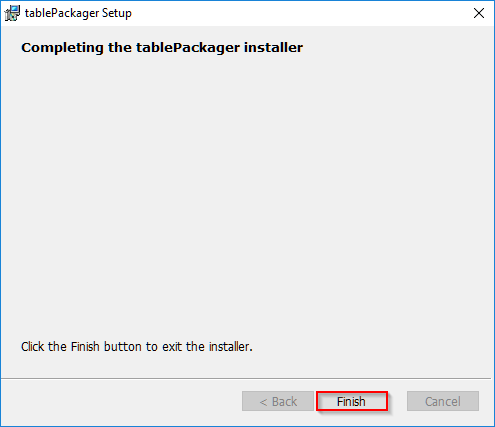 tablePackager Setup
Completing the tablePackager installer
Click the Finish button to exit the installer.
< Back Finish Cancel